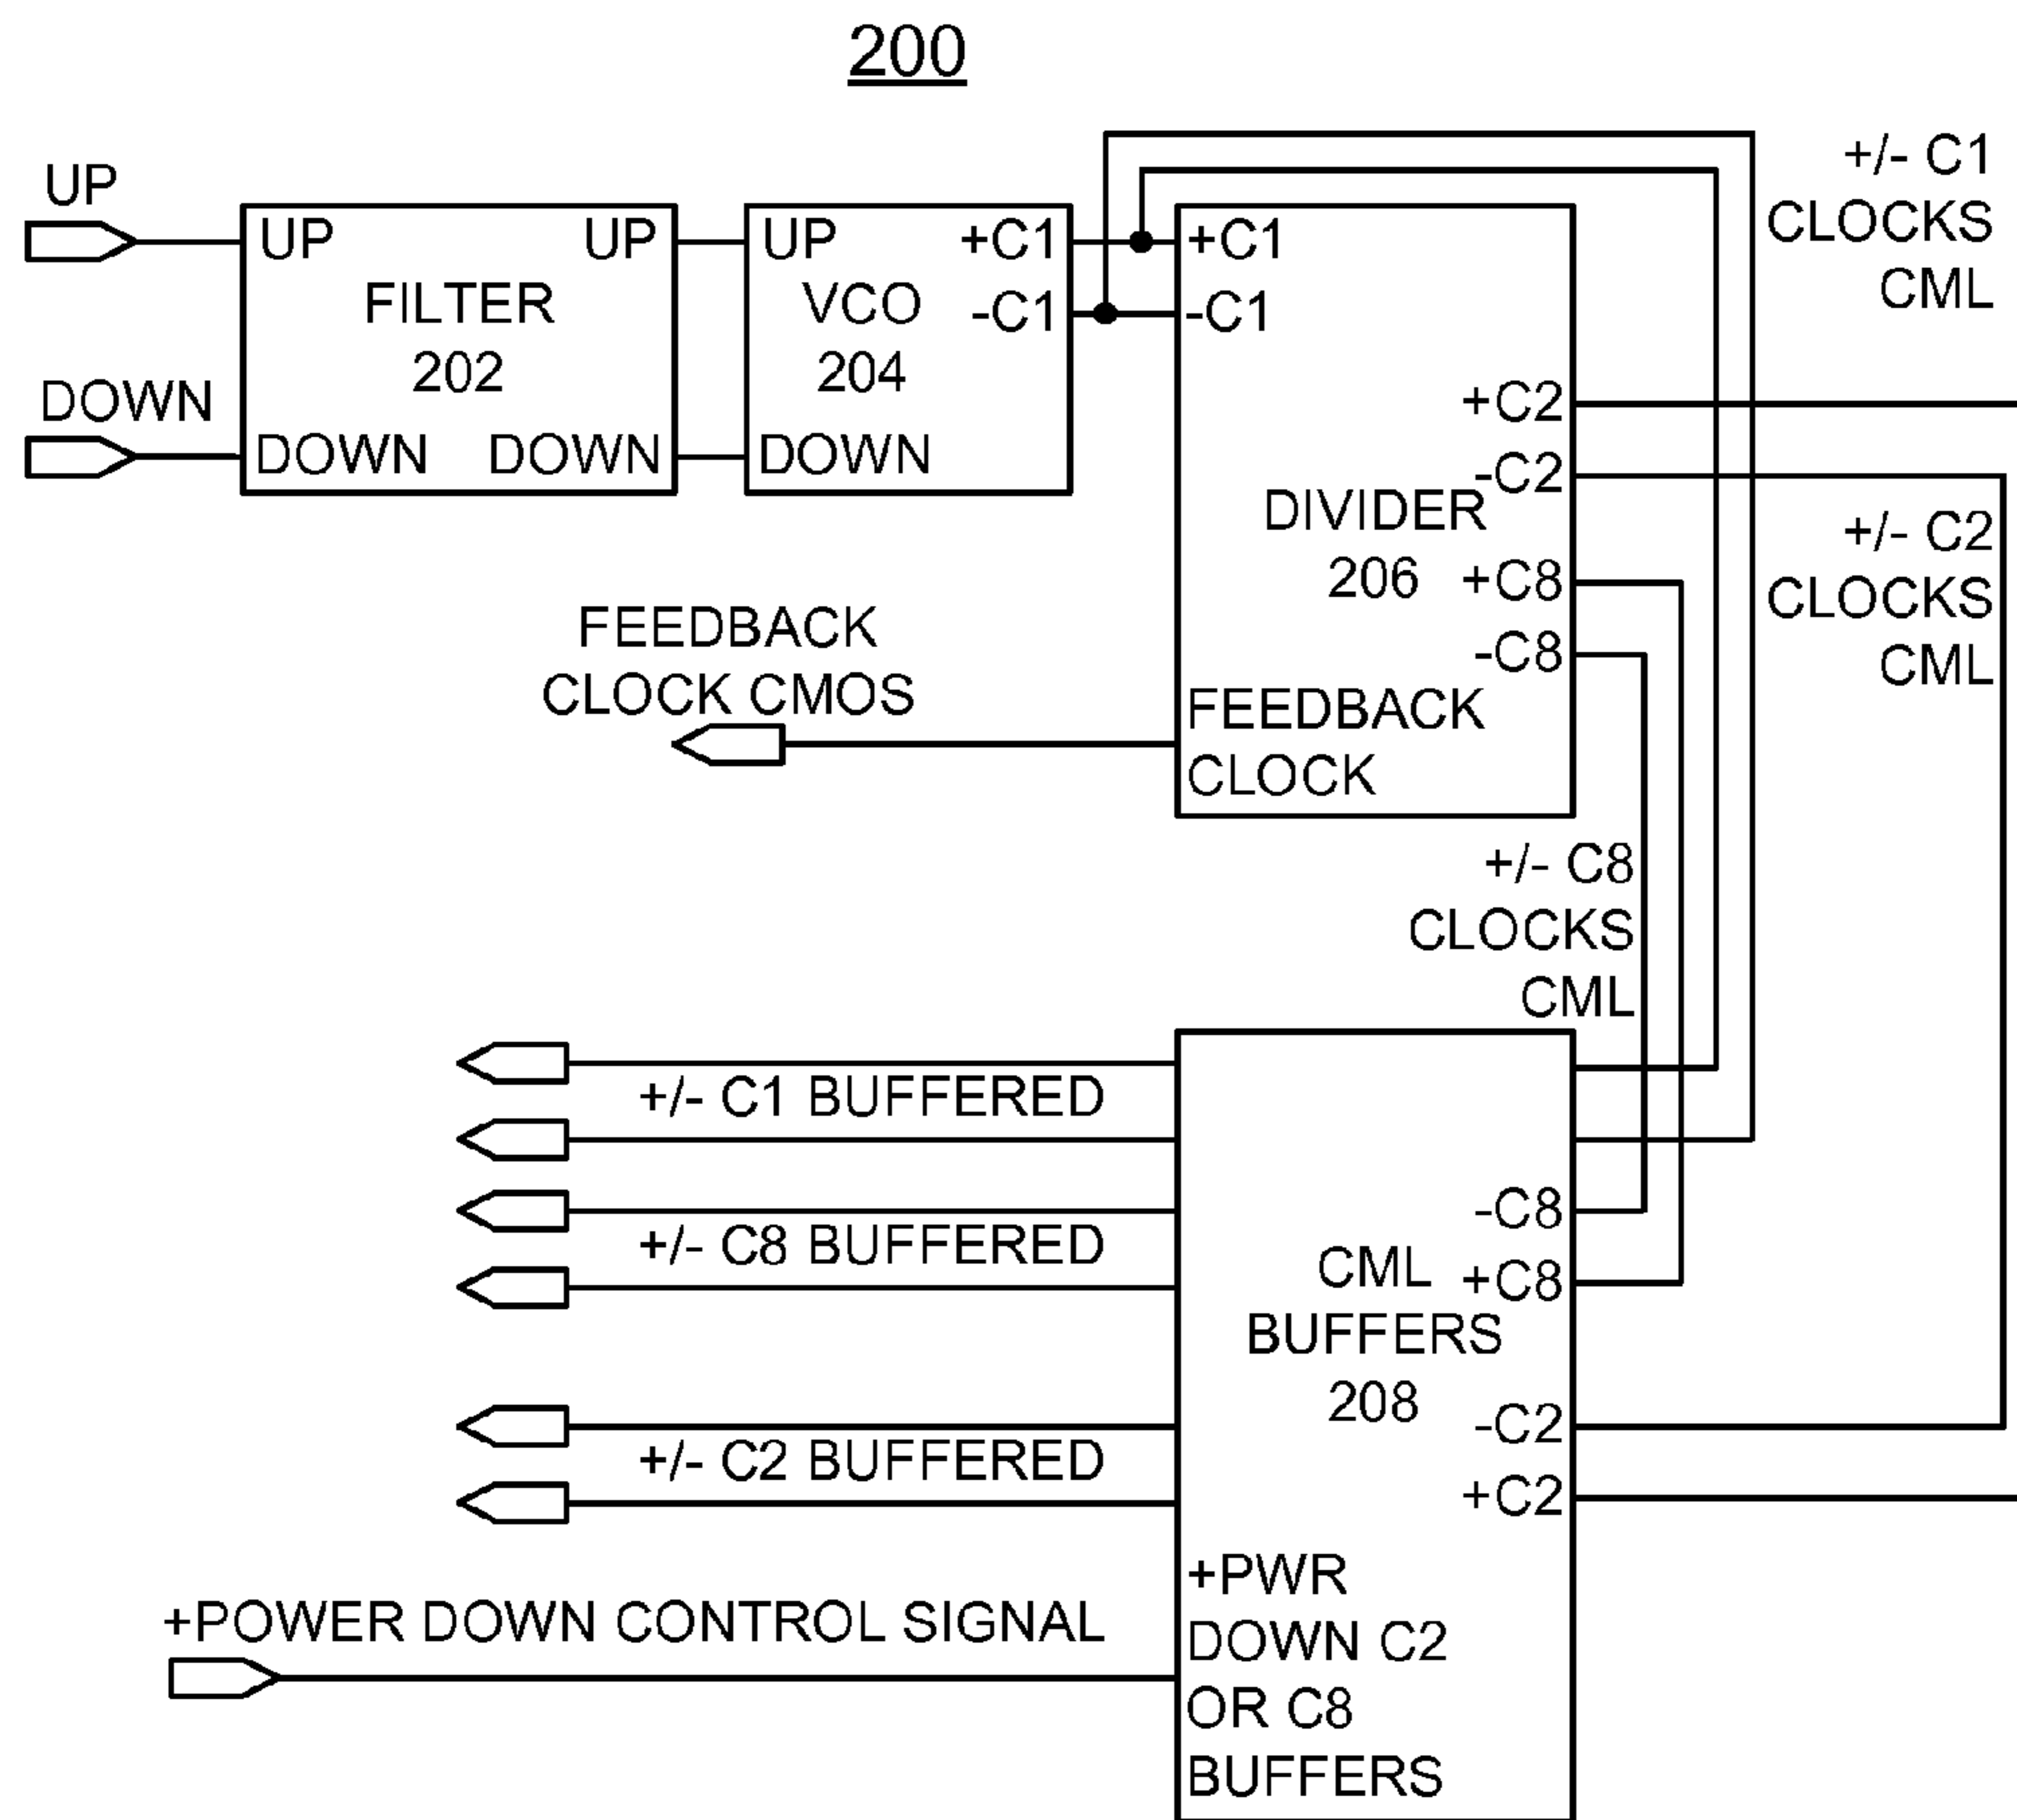 200
UP
DOWN
UP UP
FILTER
202
DOWN DOWN
UP +C1
VCO -C1
204
DOWN
+C1
-C1
+C2
-C2
DIVIDER
206
+C8
-C8
FEEDBACK
CLOCK
+/- C1
CLOCKS
CML
+/- C2
CLOCKS
CML
FEEDBACK
CLOCK CMOS
+/- C8
CLOCKS
CML
+/- C1 BUFFERED
+/- C8 BUFFERED
+/- C2 BUFFERED
+POWER DOWN CONTROL SIGNAL
-C8
CML
+C8
BUFFERS
208
-C2
+C2
+PWR
DOWN C2
OR C8
BUFFERS